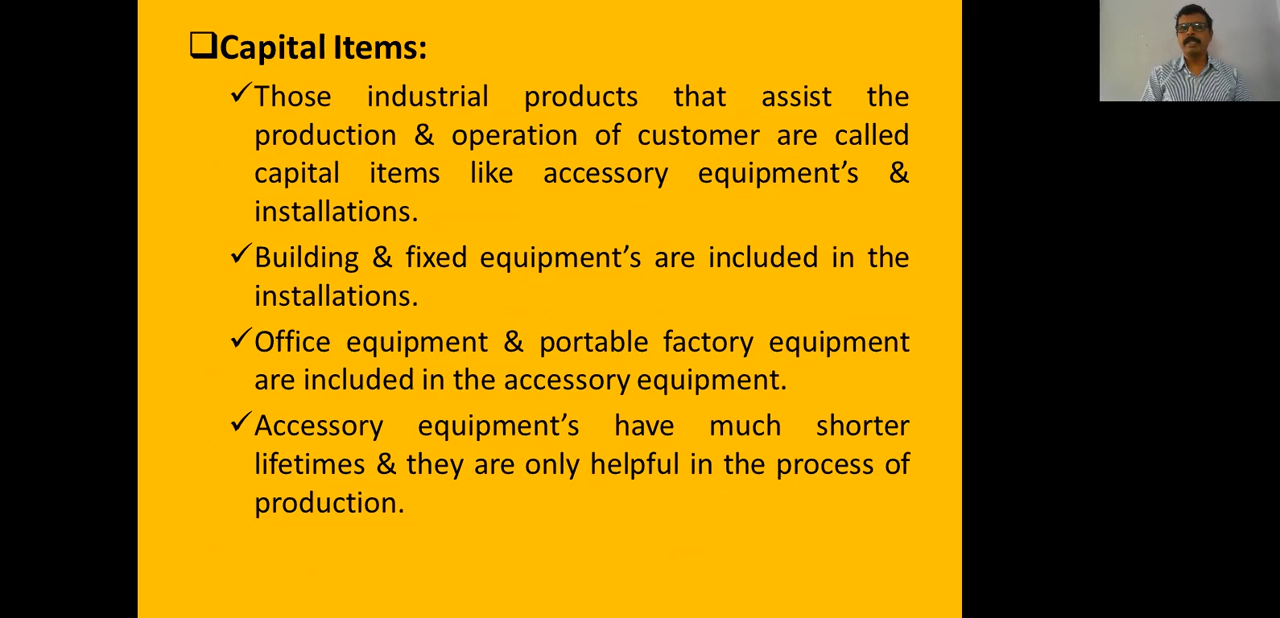 ❑Capital Items:
✓Those industrial products that assist the
production & operation of customer are called
capital items like accessory equipment’s &
installations.
✓Building & fixed equipment’s are included in the
installations.
✓Office equipment & portable factory equipment
are included in the accessory equipment.
✓Accessory equipment’s have much shorter
lifetimes & they are only helpful in the process of
production.